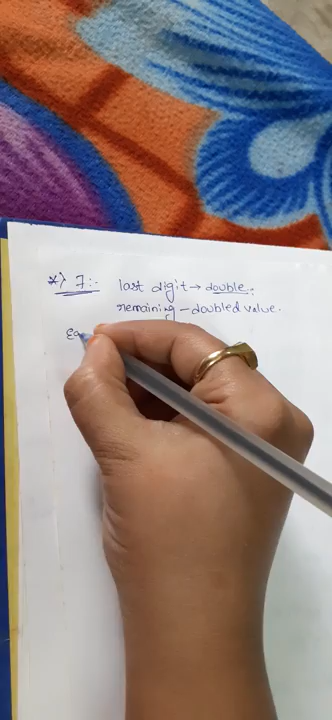 *) 7:- last digit → double.
remaining - doubled value.